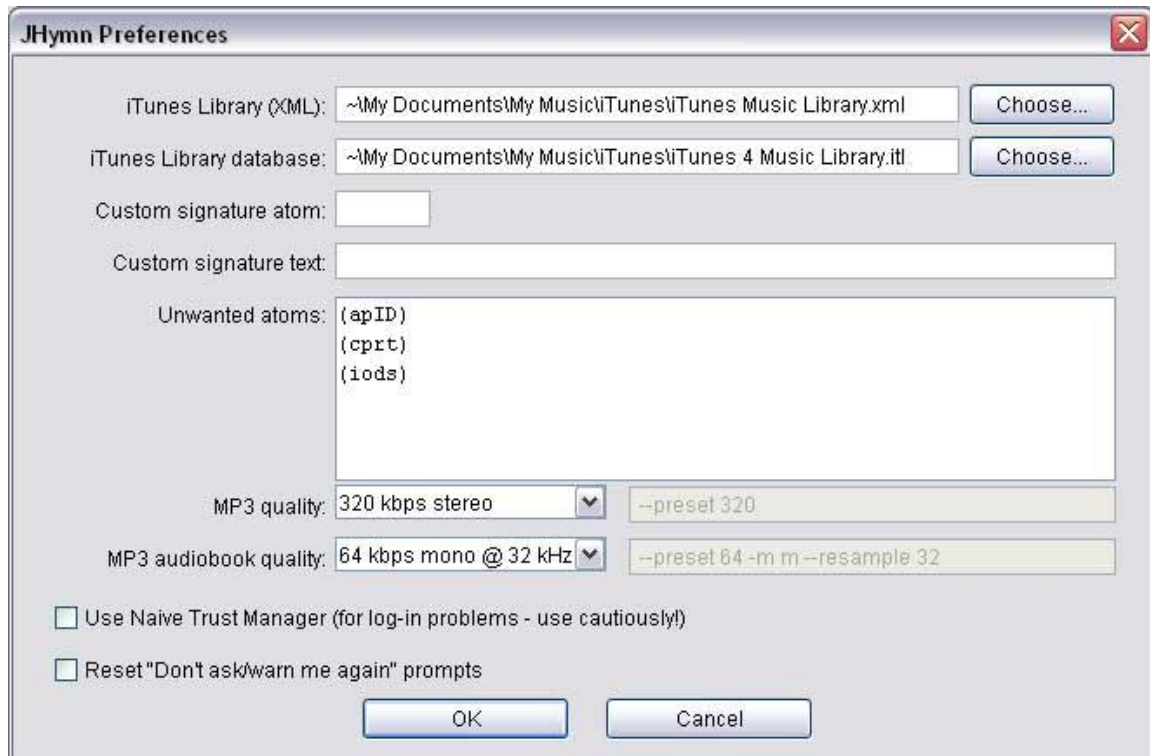 JHymn Preferences
iTunes Library (XML): ~\My Documents\My Music\iTunes\iTunes Music Library.xml Choose...
iTunes Library database: ~\My Documents\My Music\iTunes\iTunes 4 Music Library.itl Choose...
Custom signature atom:
Custom signature text:
Unwanted atoms: (apID)
(cprt)
(iods)
MP3 quality: 320 kbps stereo --preset 320
MP3 audiobook quality: 64 kbps mono @ 32 kHz --preset 64 -m m --resample 32
Use Naive Trust Manager (for log-in problems - use cautiously!)
Reset "Don't ask/warn me again" prompts
OK Cancel